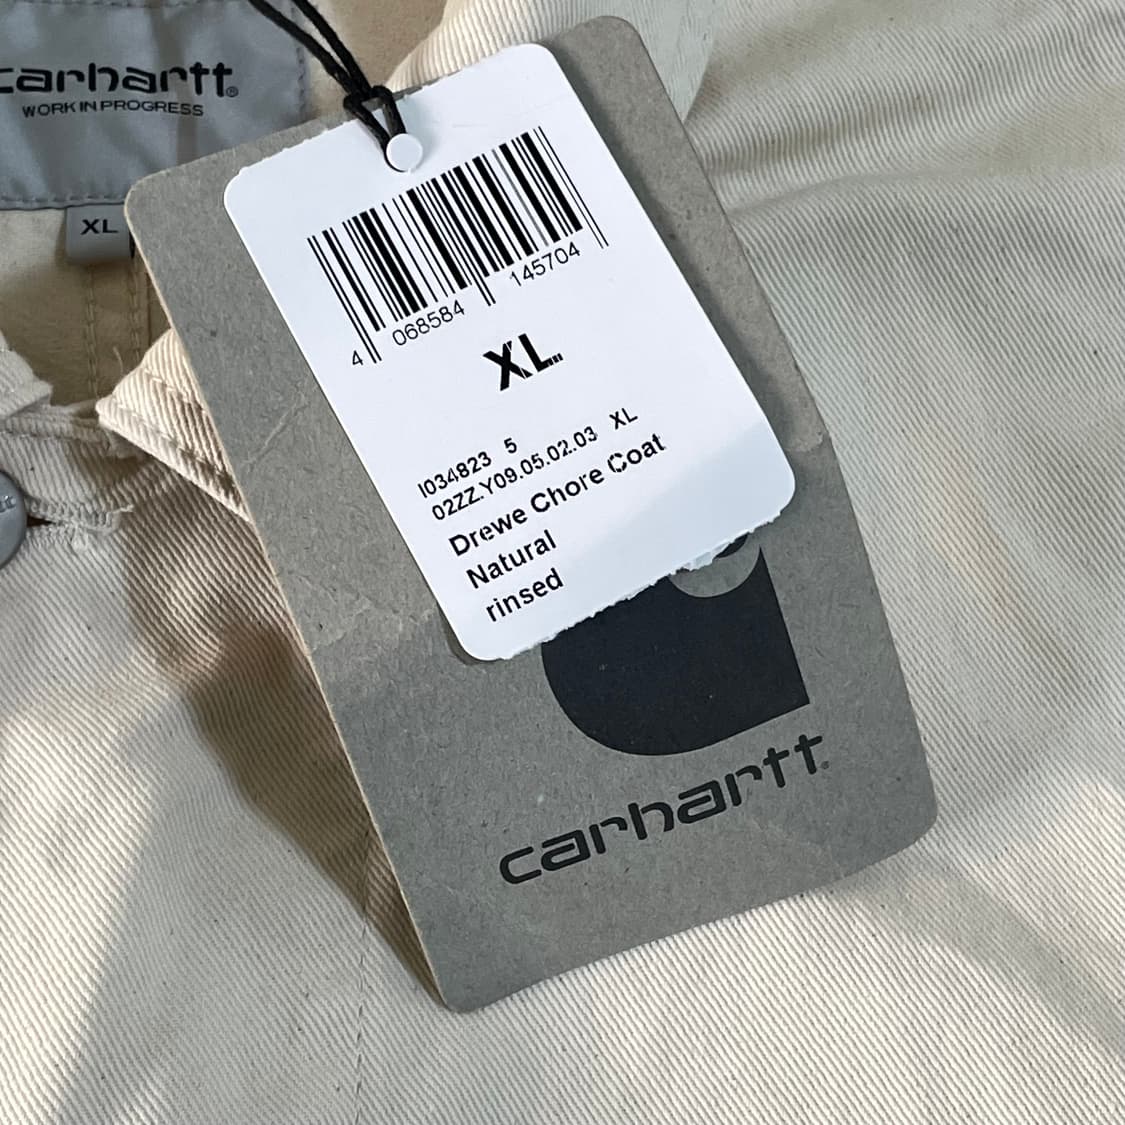 carhartt®
WORK IN PROGRESS
XL
4 068584 145704
XL
I034823 5
02ZZ.Y09.05.02.03 XL
Drewe Chore Coat
Natural
rinsed
carhartt®